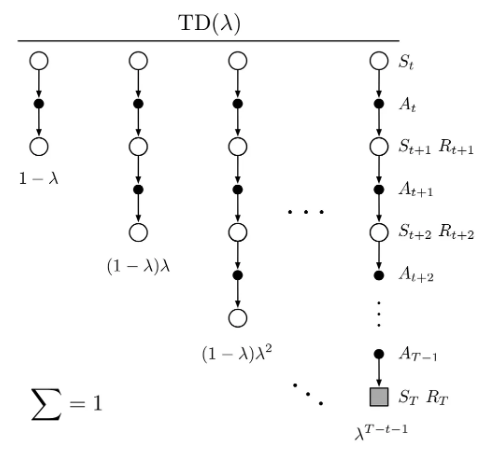 TD(λ)
S_t
A_t
S_{t+1} R_{t+1}
1 − λ
A_{t+1}
. . .
S_{t+2} R_{t+2}
(1 − λ)λ
A_{t+2}
(1 − λ)λ^2
A_{T−1}
∑ = 1
S_T R_T
λ^{T−t−1}